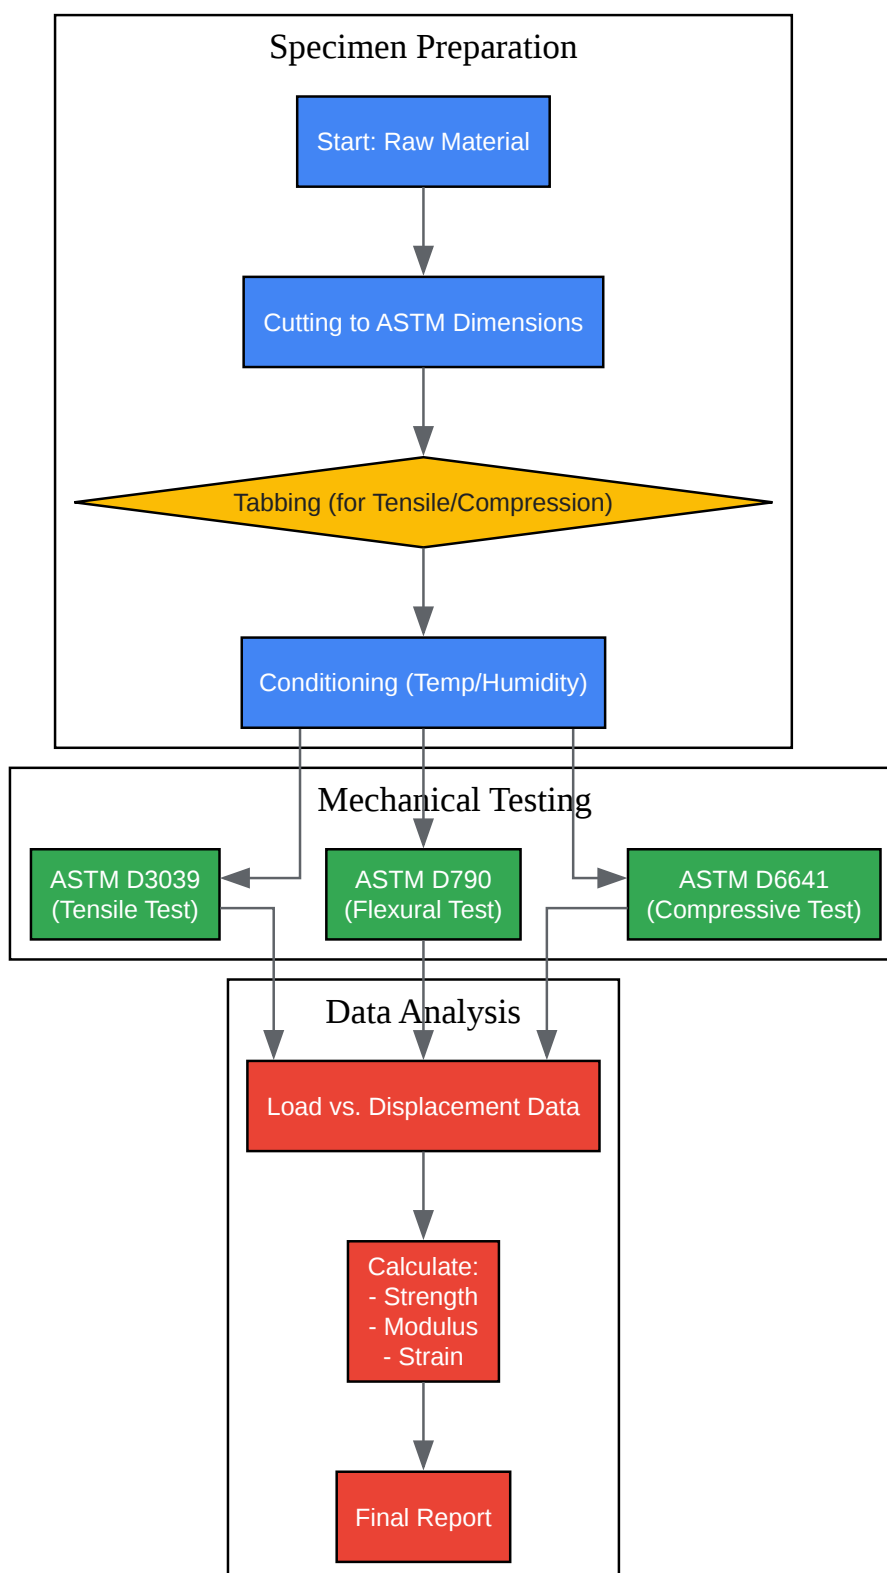 Specimen Preparation
Start: Raw Material
Cutting to ASTM Dimensions
Tabbing (for Tensile/Compression)
Conditioning (Temp/Humidity)
Mechanical Testing
ASTM D3039
(Tensile Test)
ASTM D790
(Flexural Test)
ASTM D6641
(Compressive Test)
Data Analysis
Load vs. Displacement Data
Calculate:
- Strength
- Modulus
- Strain
Final Report